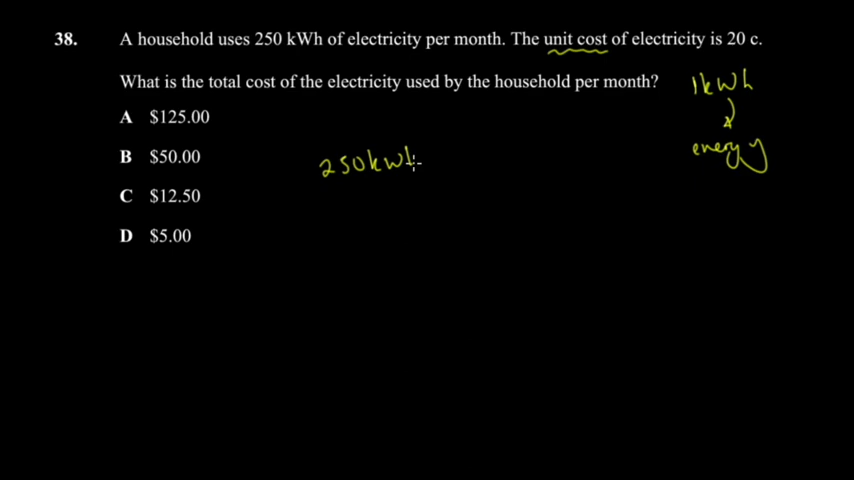 38. A household uses 250 kWh of electricity per month. The unit cost of electricity is 20 c.
What is the total cost of the electricity used by the household per month?
1kWh
A $125.00
energy
B $50.00
250kWh
C $12.50
D $5.00